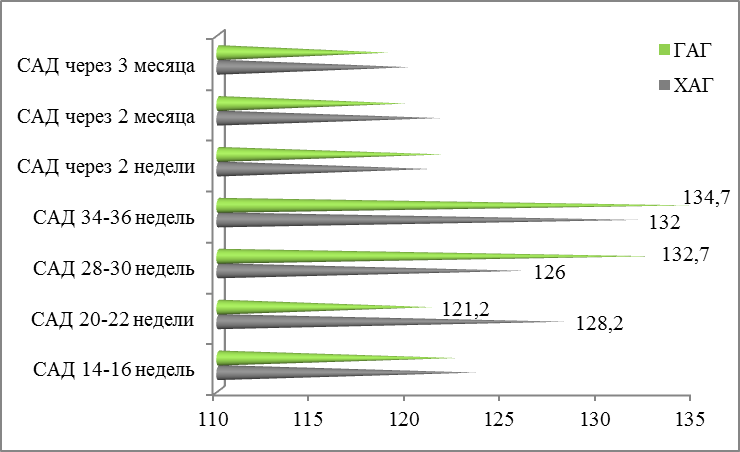 ГАГ
ХАГ
САД через 3 месяца
САД через 2 месяца
САД через 2 недели
САД 34-36 недель
134,7
132
САД 28-30 недель
132,7
126
САД 20-22 недели
121,2
128,2
САД 14-16 недель
110 115 120 125 130 135